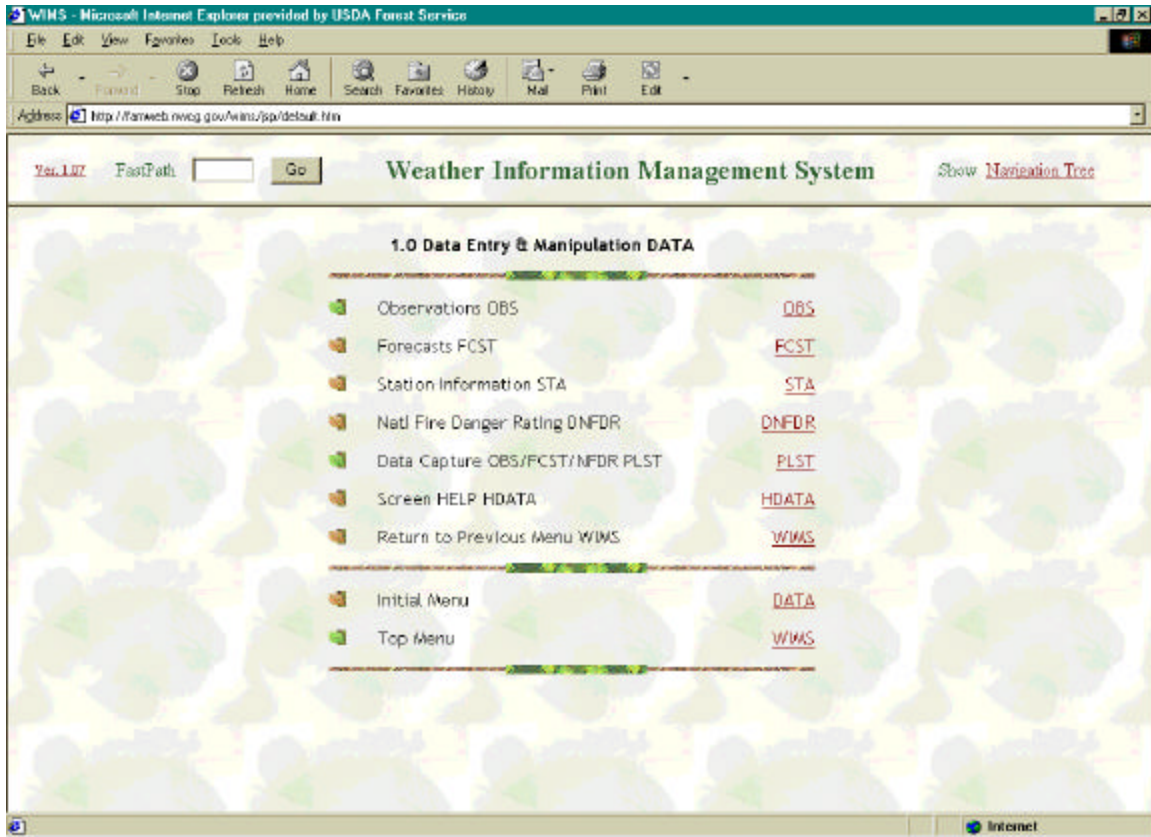 WIMS - Microsoft Internet Explorer provided by USDA Forest Service
File Edit View Favorites Tools Help
Back Forward Stop Refresh Home Search Favorites History Mail Print Edit
Address http://famweb.nwcg.gov/wims/jsp/default.htm
Ver. 1.07 FastPath Go Weather Information Management System Show Navigation Tree
1.0 Data Entry & Manipulation DATA
Observations OBS OBS
Forecasts FCST FCST
Station Information STA STA
Natl Fire Danger Rating DNFDR DNFDR
Data Capture OBS/FCST/NFDR PLST PLST
Screen HELP HDATA HDATA
Return to Previous Menu WIMS WIMS
Initial Menu DATA
Top Menu WIMS
Internet